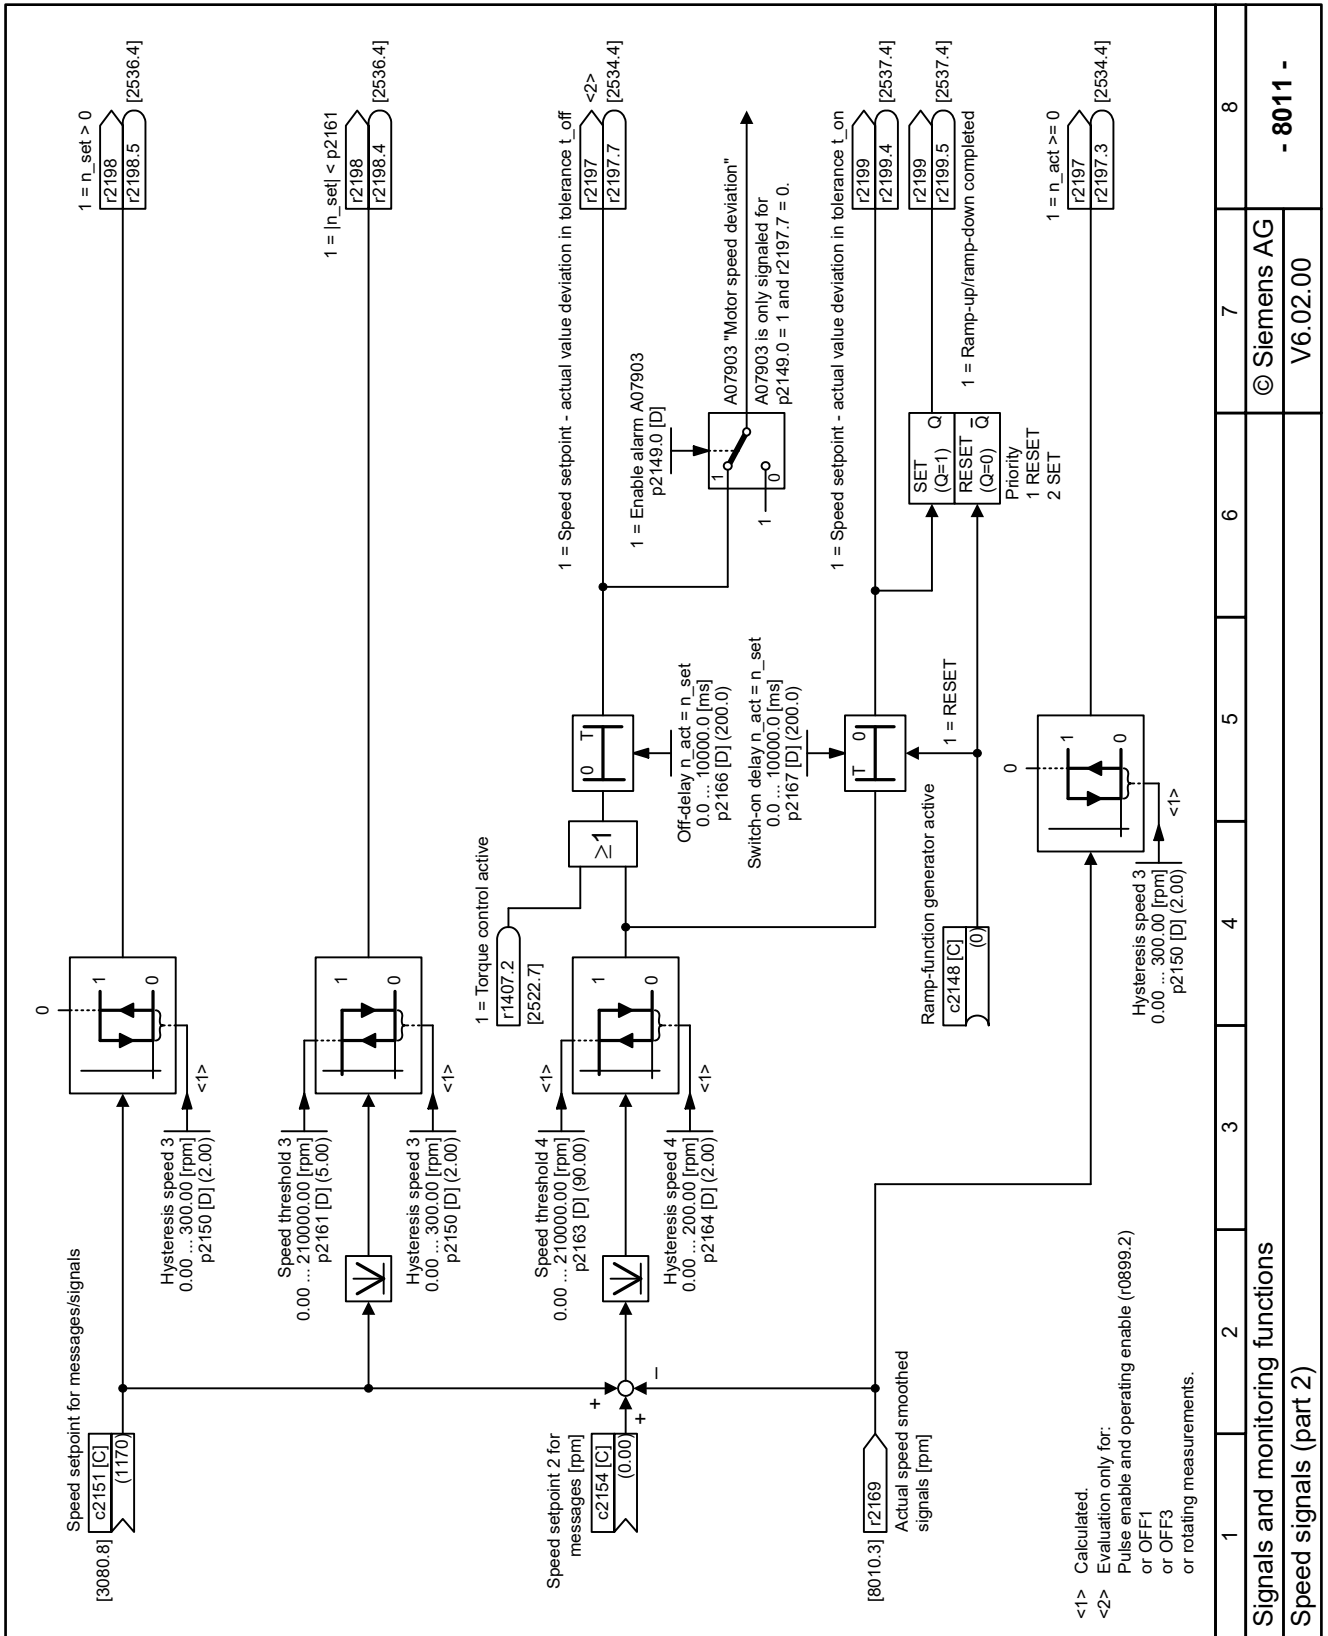 Speed setpoint for messages/signals
[3080.8]
c2151 [C]
(1170)
Hysteresis speed 3
0.00 ... 300.00 [rpm]
p2150 [D] (2.00)
<1>
0
1
0
1 = n_set > 0
r2198
r2198.5
[2536.4]
Speed threshold 3
0.00 ... 210000.00 [rpm]
p2161 [D] (5.00)
Hysteresis speed 3
0.00 ... 300.00 [rpm]
p2150 [D] (2.00)
<1>
1
0
1 = |n_set| < p2161
r2198
r2198.4
[2536.4]
Speed setpoint 2 for
messages [rpm]
c2154 [C]
(0.00)
+
+
–
Speed threshold 4
0.00 ... 210000.00 [rpm]
p2163 [D] (90.00)
<1>
Hysteresis speed 4
0.00 ... 200.00 [rpm]
p2164 [D] (2.00)
<1>
1
0
1 = Torque control active
r1407.2
[2522.7]
≥1
0 T
Off-delay n_act = n_set
0.0 ... 10000.0 [ms]
p2166 [D] (200.0)
1 = Speed setpoint - actual value deviation in tolerance t_off
r2197
<2>
r2197.7
[2534.4]
1 = Enable alarm A07903
p2149.0 [D]
1
0
1
A07903 "Motor speed deviation"
A07903 is only signaled for
p2149.0 = 1 and r2197.7 = 0.
Switch-on delay n_act = n_set
0.0 ... 10000.0 [ms]
p2167 [D] (200.0)
T 0
1 = Speed setpoint - actual value deviation in tolerance t_on
r2199
r2199.4
[2537.4]
Ramp-function generator active
c2148 [C]
(0)
1 = RESET
SET Q
(Q=1)
RESET Q̅
(Q=0)
Priority
1 RESET
2 SET
r2199
r2199.5
[2537.4]
1 = Ramp-up/ramp-down completed
[8010.3]
r2169
Actual speed smoothed
signals [rpm]
Hysteresis speed 3
0.00 ... 300.00 [rpm]
p2150 [D] (2.00)
<1>
0
1
0
1 = n_act >= 0
r2197
r2197.3
[2534.4]
<1> Calculated.
<2> Evaluation only for:
Pulse enable and operating enable (r0899.2)
or OFF1
or OFF3
or rotating measurements.
1 2 3 4 5 6 7 8
Signals and monitoring functions
© Siemens AG
- 8011 -
Speed signals (part 2)
V6.02.00